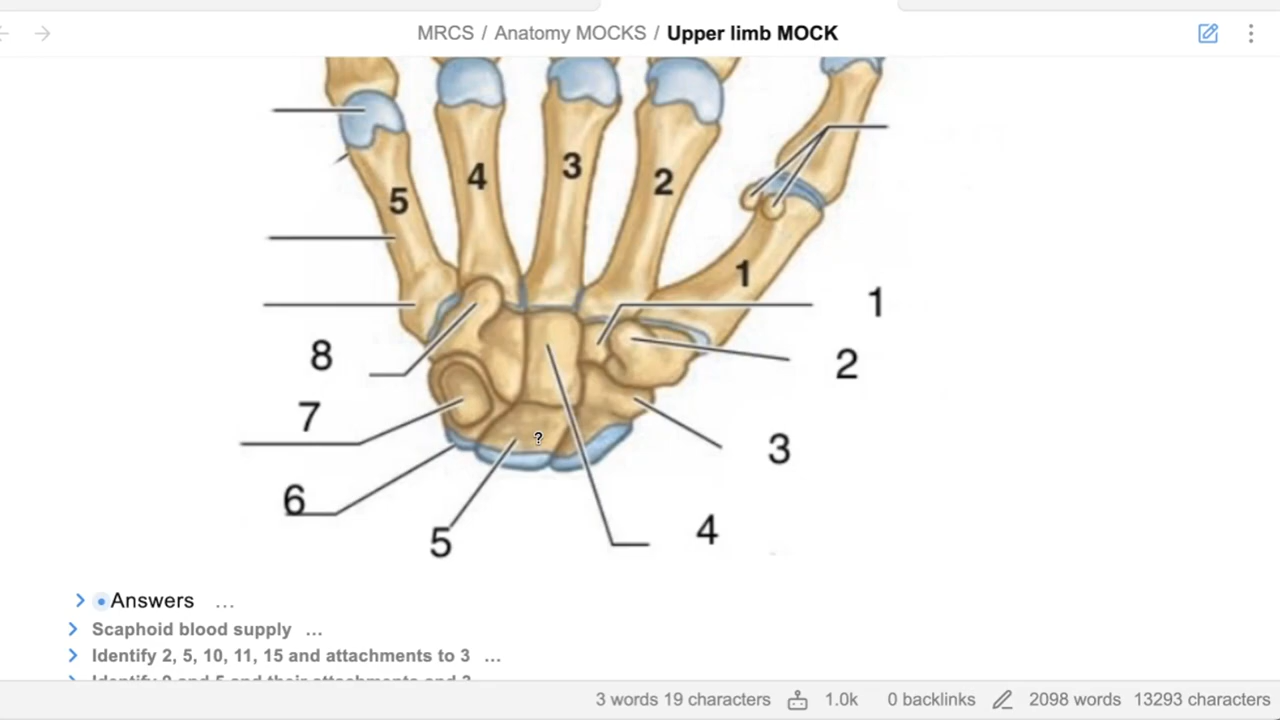 MRCS / Anatomy MOCKS / Upper limb MOCK
5
4
3
2
1
1
8
2
7
3
?
6
5
4
Answers ...
Scaphoid blood supply ...
Identify 2, 5, 10, 11, 15 and attachments to 3 ...
3 words 19 characters 1.0k 0 backlinks 2098 words 13293 characters